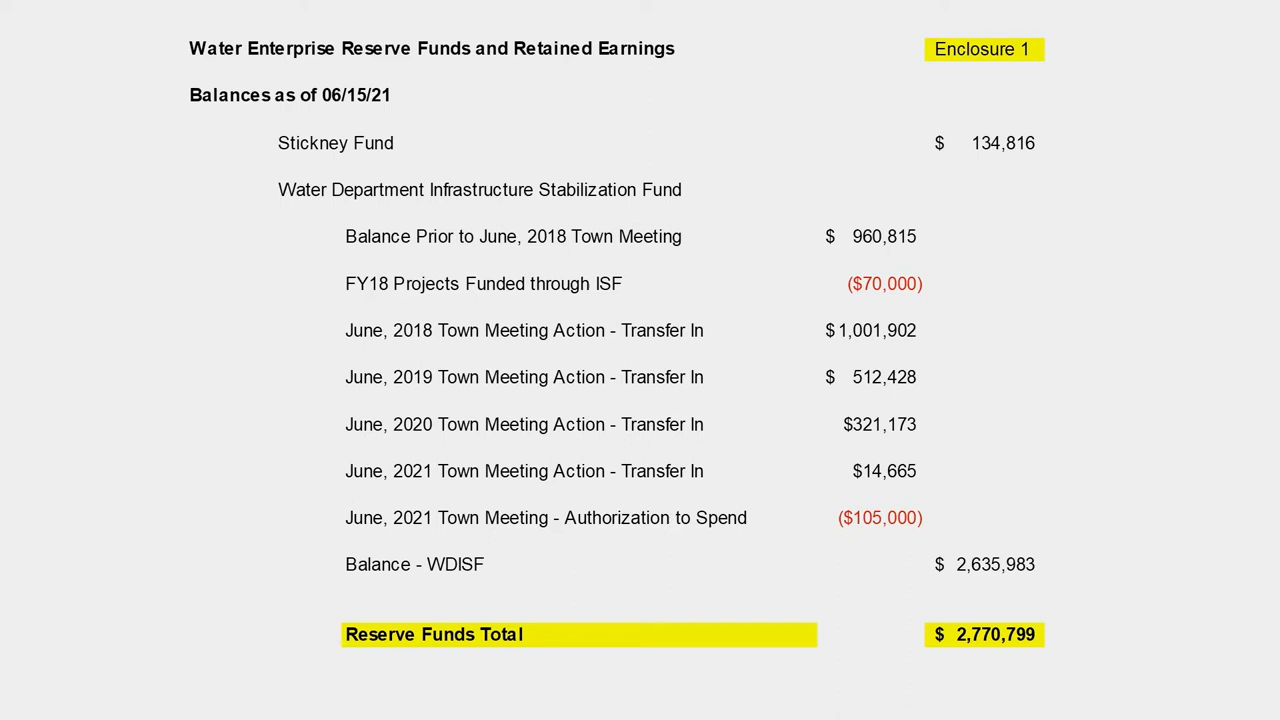 Water Enterprise Reserve Funds and Retained Earnings Enclosure 1
Balances as of 06/15/21
Stickney Fund $ 134,816
Water Department Infrastructure Stabilization Fund
Balance Prior to June, 2018 Town Meeting $ 960,815
FY18 Projects Funded through ISF ($70,000)
June, 2018 Town Meeting Action - Transfer In $ 1,001,902
June, 2019 Town Meeting Action - Transfer In $ 512,428
June, 2020 Town Meeting Action - Transfer In $321,173
June, 2021 Town Meeting Action - Transfer In $14,665
June, 2021 Town Meeting - Authorization to Spend ($105,000)
Balance - WDISF $ 2,635,983
Reserve Funds Total $ 2,770,799